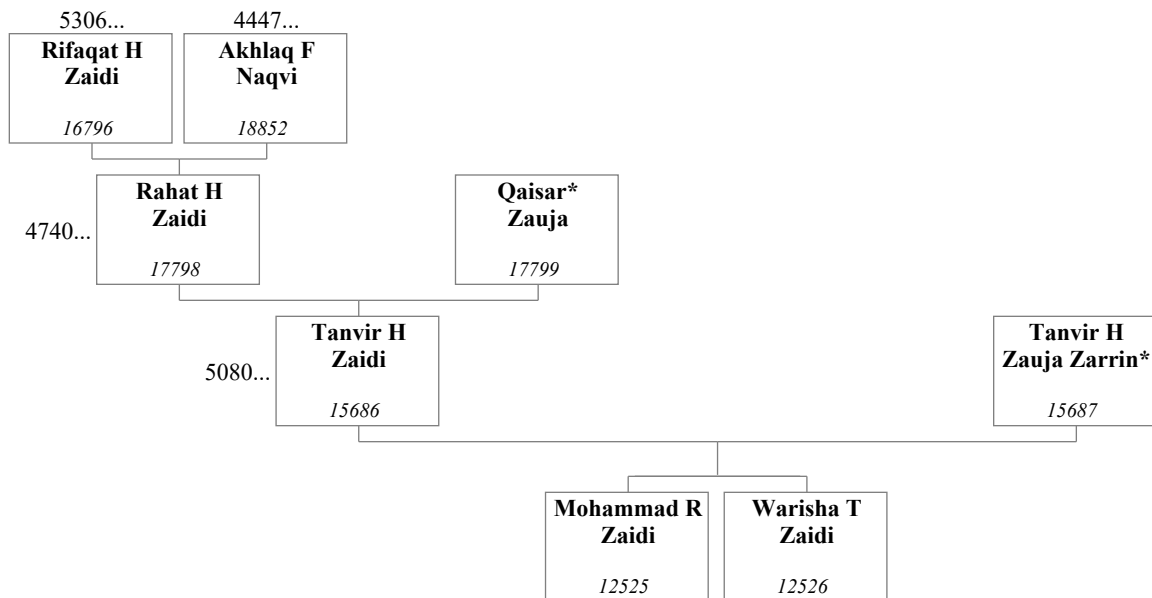 5306...
4447...
Rifaqat H
Zaidi
16796
Akhlaq F
Naqvi
18852
4740...
Rahat H
Zaidi
17798
Qaisar*
Zauja
17799
5080...
Tanvir H
Zaidi
15686
Tanvir H
Zauja Zarrin*
15687
Mohammad R
Zaidi
12525
Warisha T
Zaidi
12526